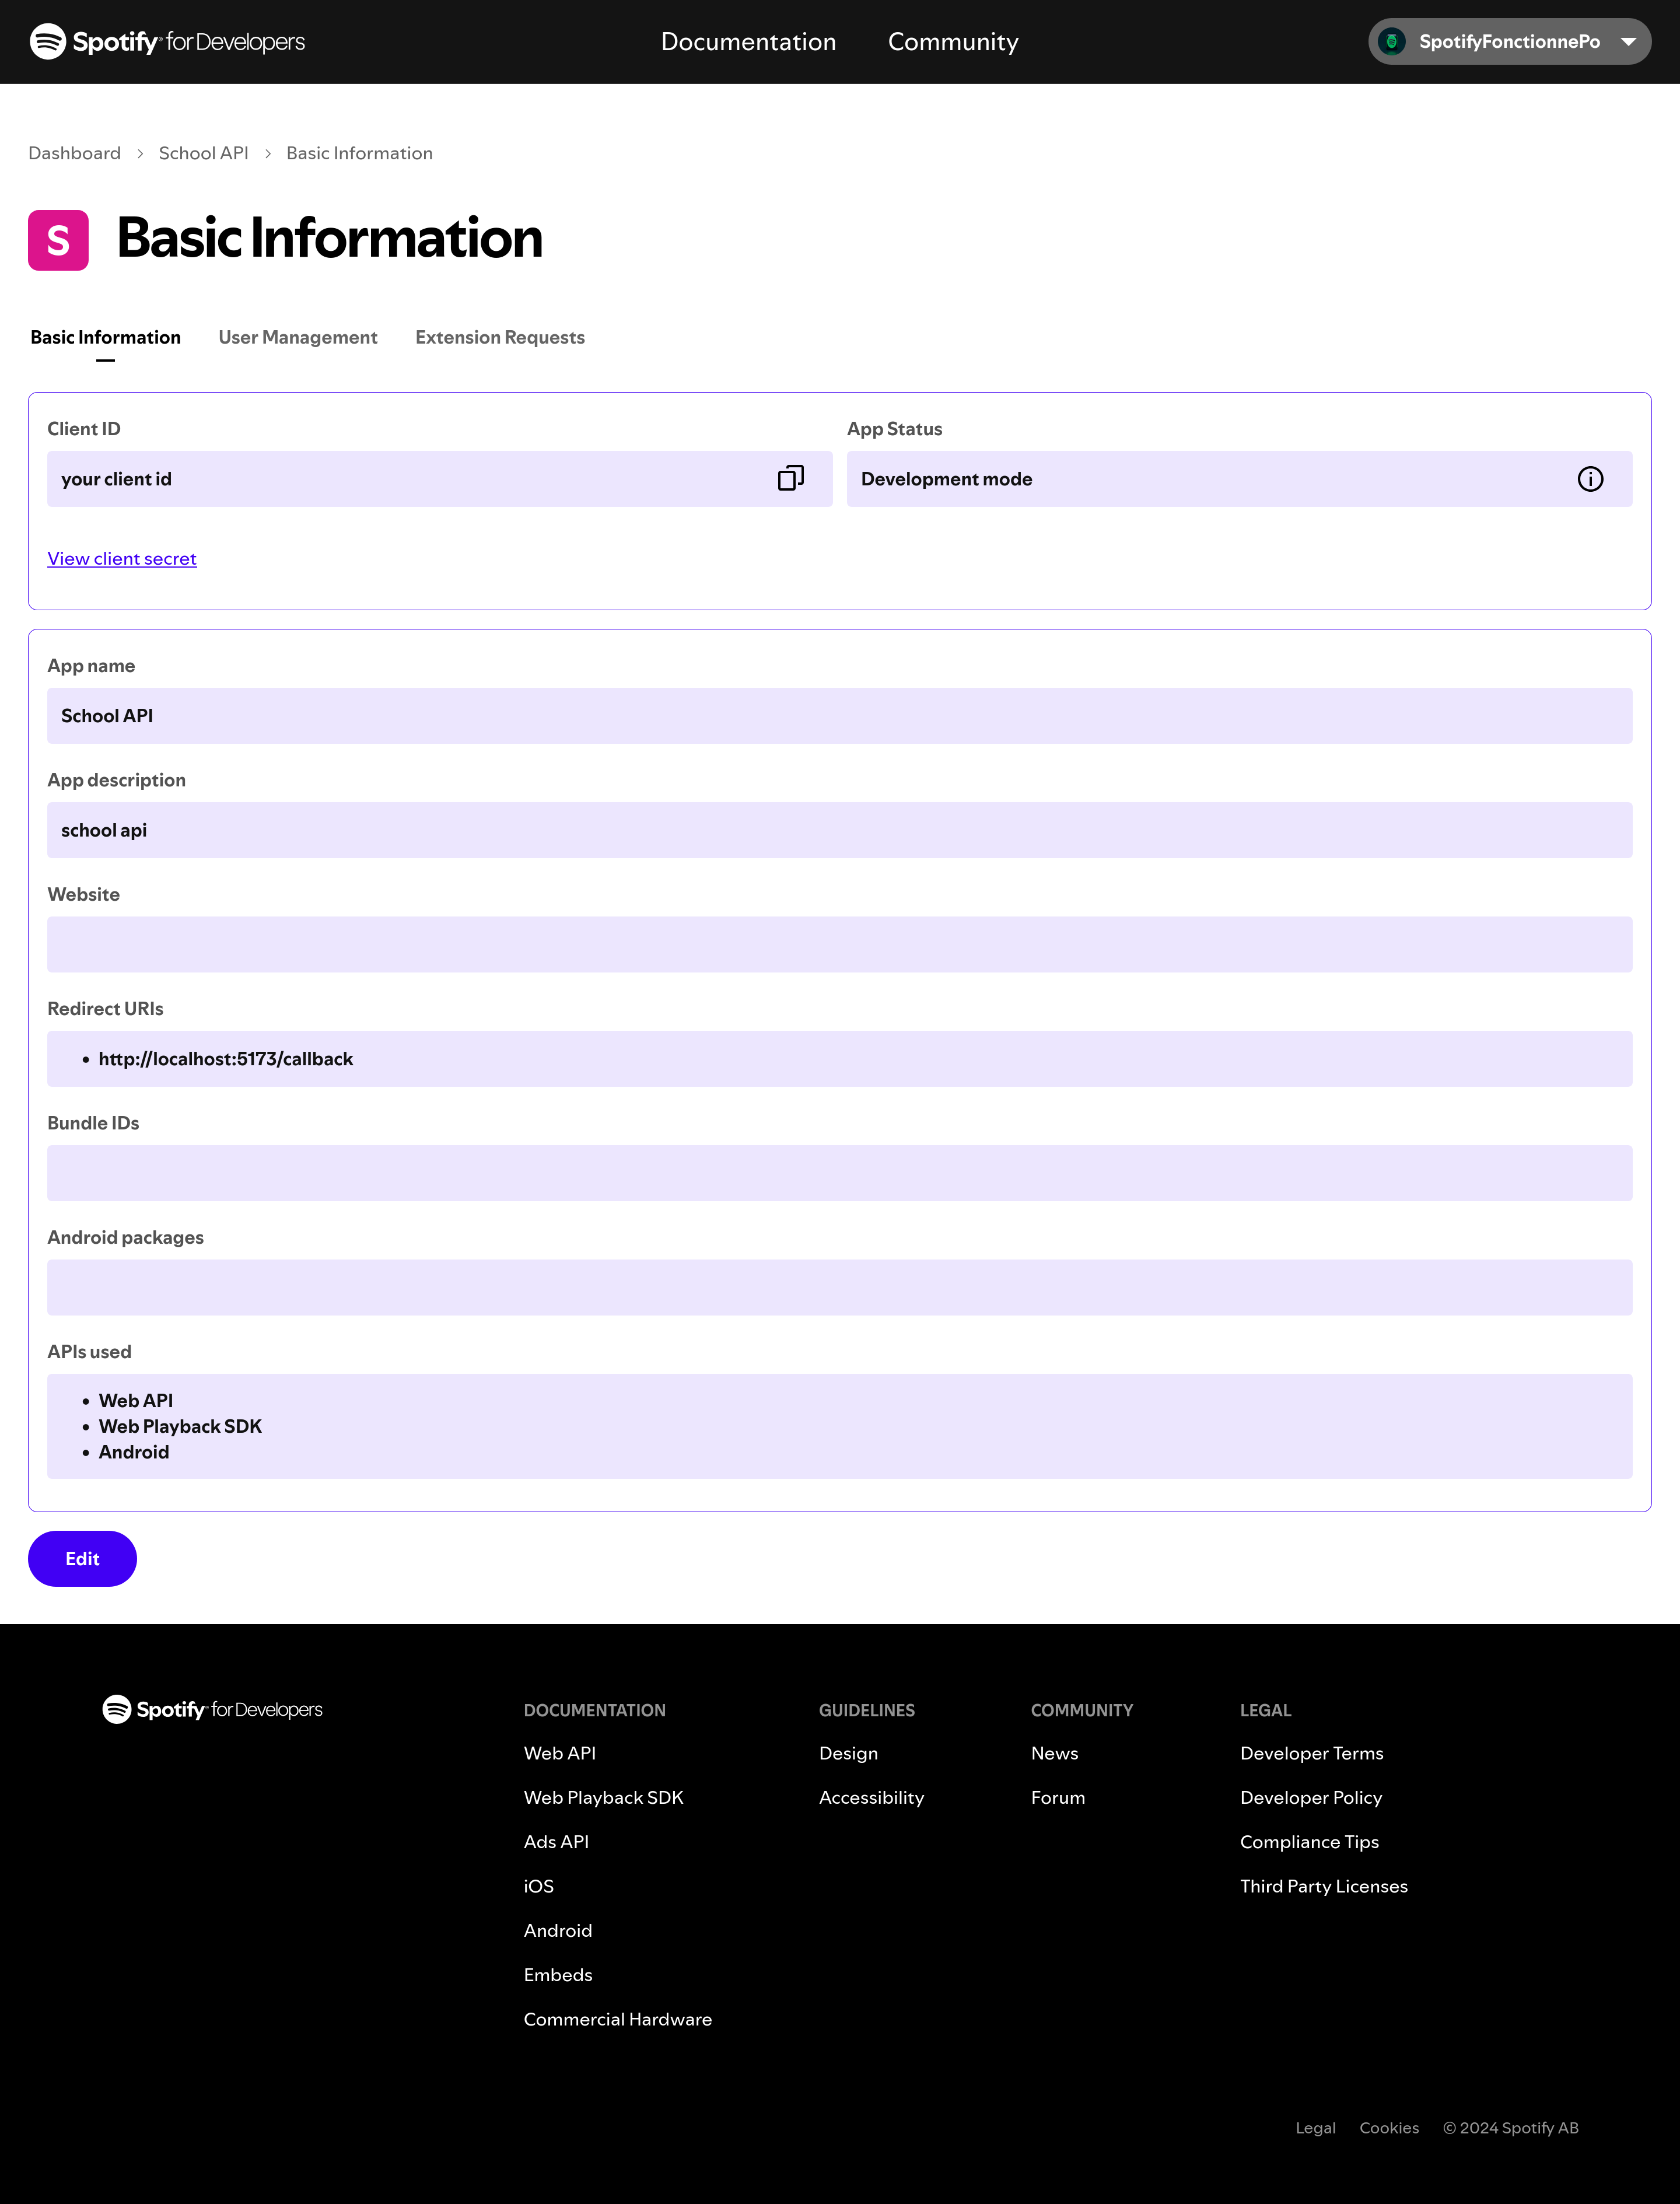 Spotify® for Developers
Documentation
Community
SpotifyFonctionnePo
Dashboard > School API > Basic Information
S
Basic Information
Basic Information
User Management
Extension Requests
Client ID
your client id
App Status
Development mode
View client secret
App name
School API
App description
school api
Website
Redirect URIs
• http://localhost:5173/callback
Bundle IDs
Android packages
APIs used
• Web API
• Web Playback SDK
• Android
Edit
Spotify® for Developers
DOCUMENTATION
Web API
Web Playback SDK
Ads API
iOS
Android
Embeds
Commercial Hardware
GUIDELINES
Design
Accessibility
COMMUNITY
News
Forum
LEGAL
Developer Terms
Developer Policy
Compliance Tips
Third Party Licenses
Legal
Cookies
© 2024 Spotify AB